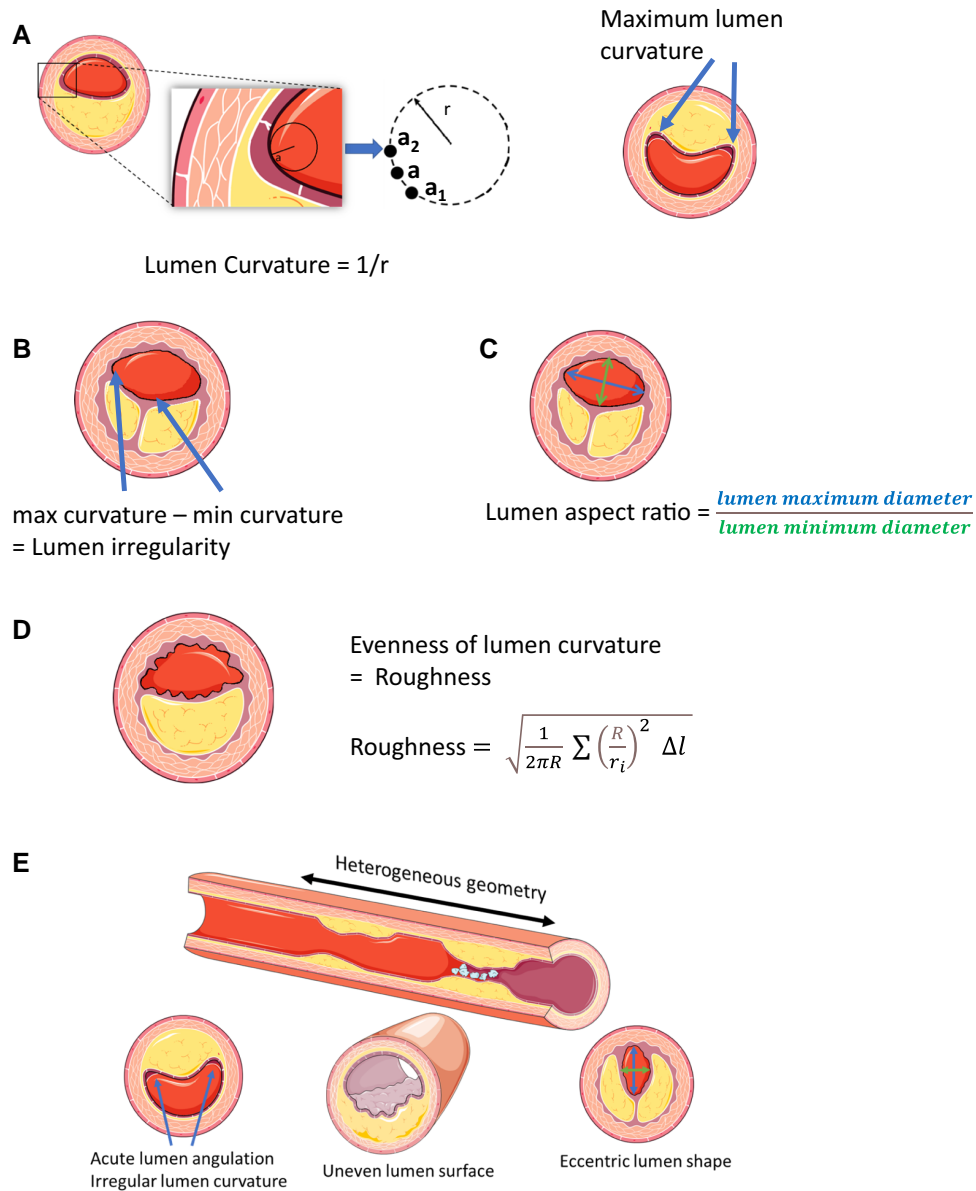 A
Maximum lumen
curvature
r
a₂
a
a
a₁
Lumen Curvature = 1/r
B
max curvature – min curvature
= Lumen irregularity
C
Lumen aspect ratio = lumen maximum diameter / lumen minimum diameter
D
Evenness of lumen curvature
= Roughness
Roughness = √(1/(2πR) Σ (R/rᵢ)² Δl)
E
Heterogeneous geometry
Acute lumen angulation
Irregular lumen curvature
Uneven lumen surface
Eccentric lumen shape